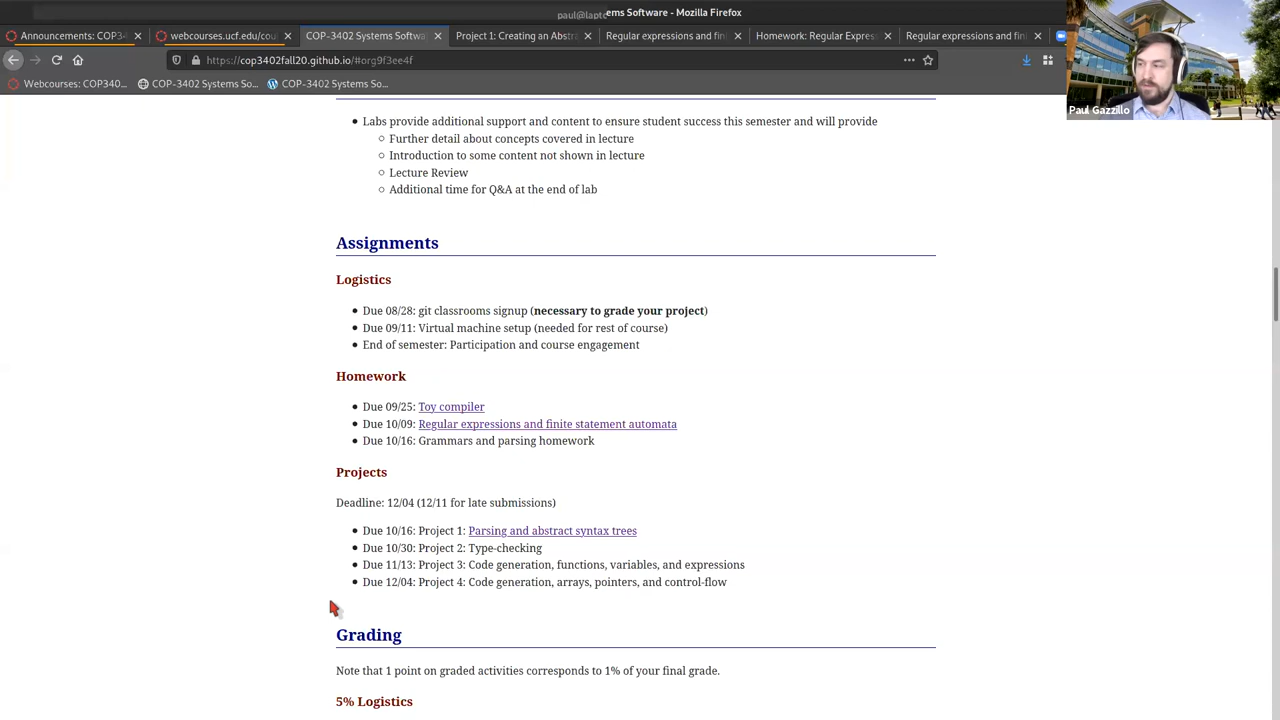 paul@lapto
ems Software - Mozilla Firefox
Announcements: COP34
webcourses.ucf.edu/cou
COP-3402 Systems Softwa
Project 1: Creating an Abstra
Regular expressions and fini
Homework: Regular Expres
Regular expressions and fini
https://cop3402fall20.github.io/#org9f3ee4f
Webcourses: COP340...
COP-3402 Systems So...
COP-3402 Systems So...
Paul Gazzillo
Labs provide additional support and content to ensure student success this semester and will provide
Further detail about concepts covered in lecture
Introduction to some content not shown in lecture
Lecture Review
Additional time for Q&A at the end of lab
Assignments
Logistics
Due 08/28: git classrooms signup (necessary to grade your project)
Due 09/11: Virtual machine setup (needed for rest of course)
End of semester: Participation and course engagement
Homework
Due 09/25: Toy compiler
Due 10/09: Regular expressions and finite statement automata
Due 10/16: Grammars and parsing homework
Projects
Deadline: 12/04 (12/11 for late submissions)
Due 10/16: Project 1: Parsing and abstract syntax trees
Due 10/30: Project 2: Type-checking
Due 11/13: Project 3: Code generation, functions, variables, and expressions
Due 12/04: Project 4: Code generation, arrays, pointers, and control-flow
Grading
Note that 1 point on graded activities corresponds to 1% of your final grade.
5% Logistics